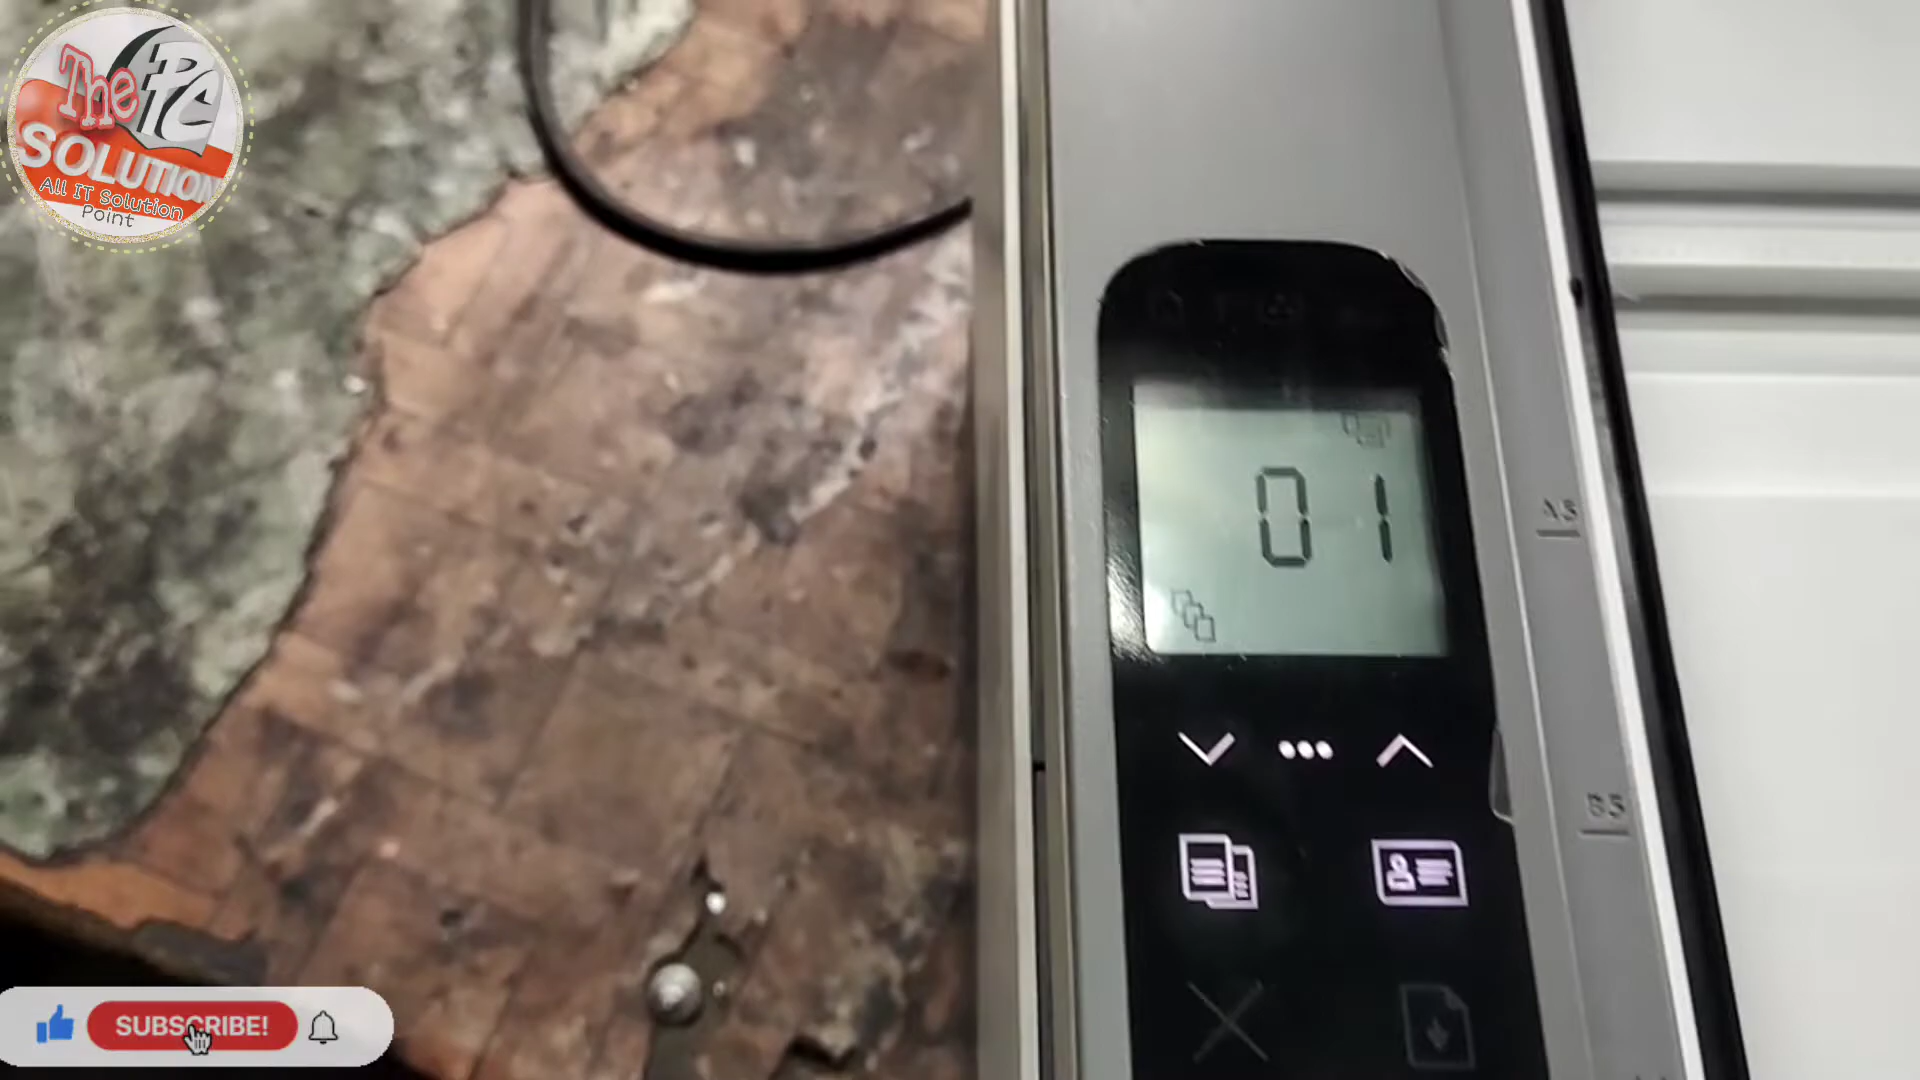 The PC
SOLUTION
All IT Solution
Point
01
A5
B5
SUBSCRIBE!